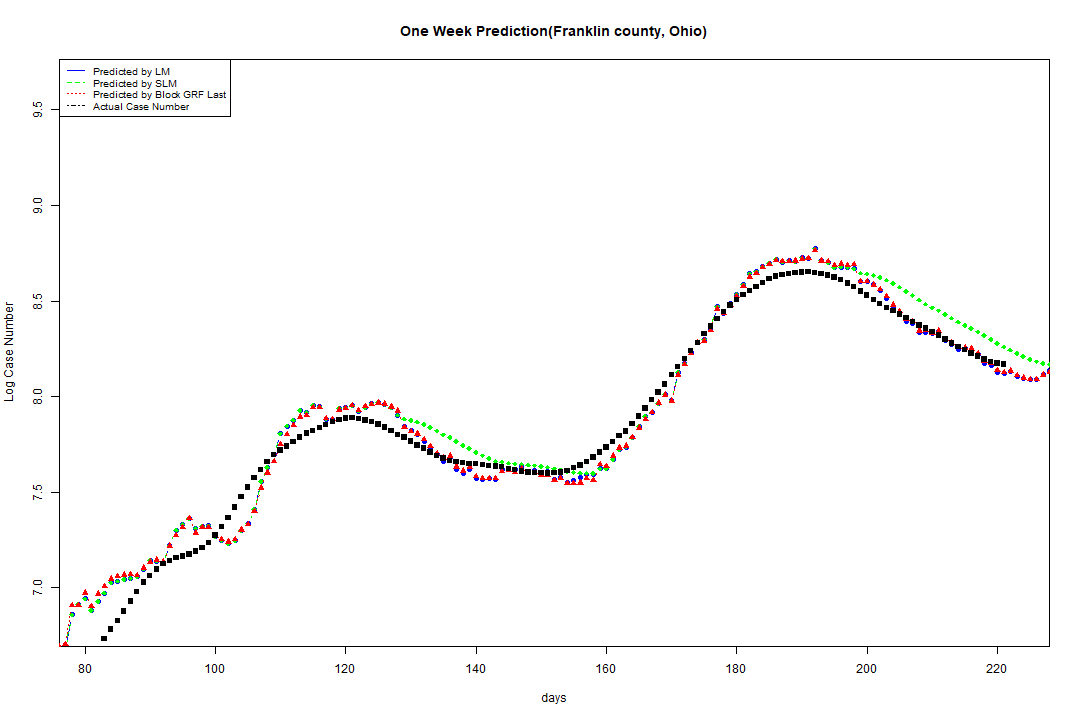 One Week Prediction(Franklin county, Ohio)
Predicted by LM
Predicted by SLM
Predicted by Block GRF Last
Actual Case Number
9.5
9.0
8.5
8.0
7.5
7.0
Log Case Number
80 100 120 140 160 180 200 220
days